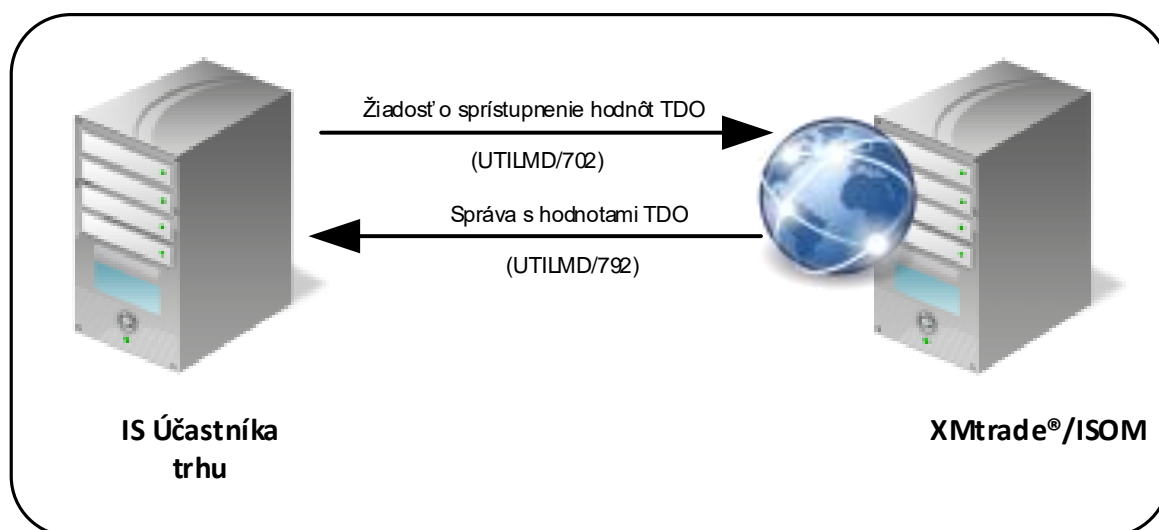 Žiadosť o sprístupnenie hodnôt TDO
(UTILMD/702)
Správa s hodnotami TDO
(UTILMD/792)
IS Účastníka
trhu
XMtrade®/ISOM